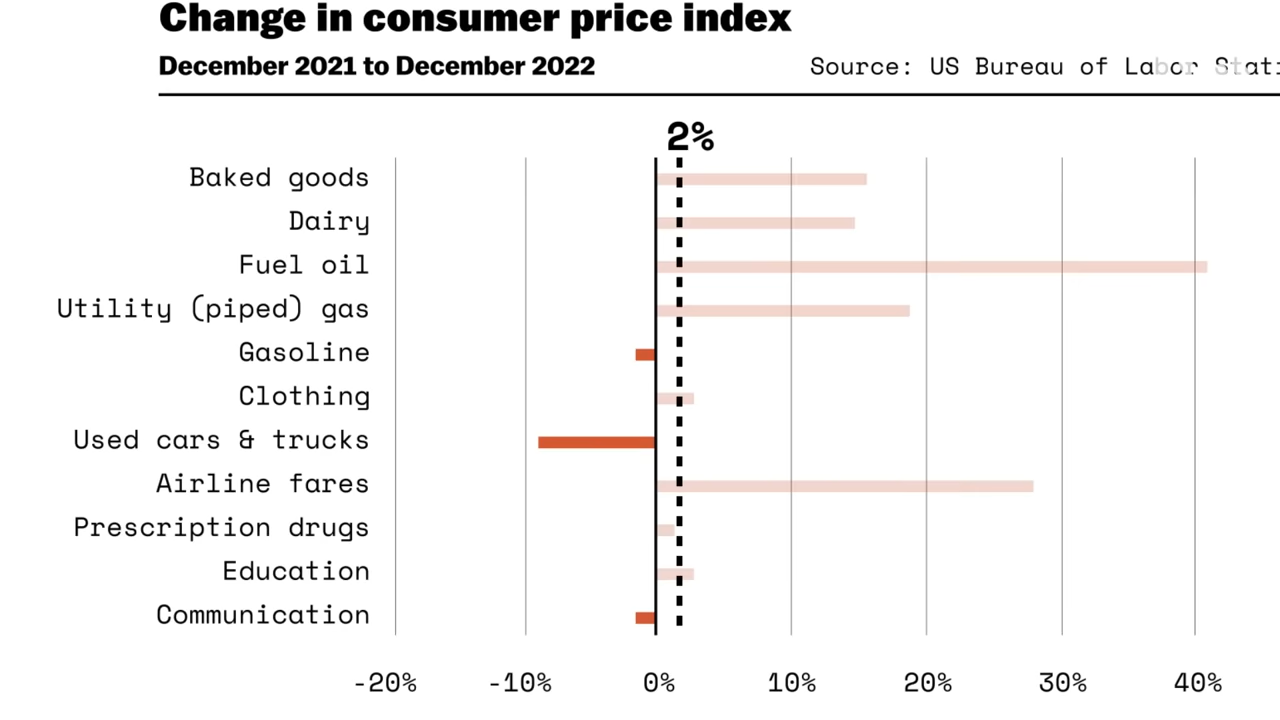 Change in consumer price index
December 2021 to December 2022
Source: US Bureau of Labor
2%
Baked goods
Dairy
Fuel oil
Utility (piped) gas
Gasoline
Clothing
Used cars & trucks
Airline fares
Prescription drugs
Education
Communication
-20% -10% 0% 10% 20% 30% 40%